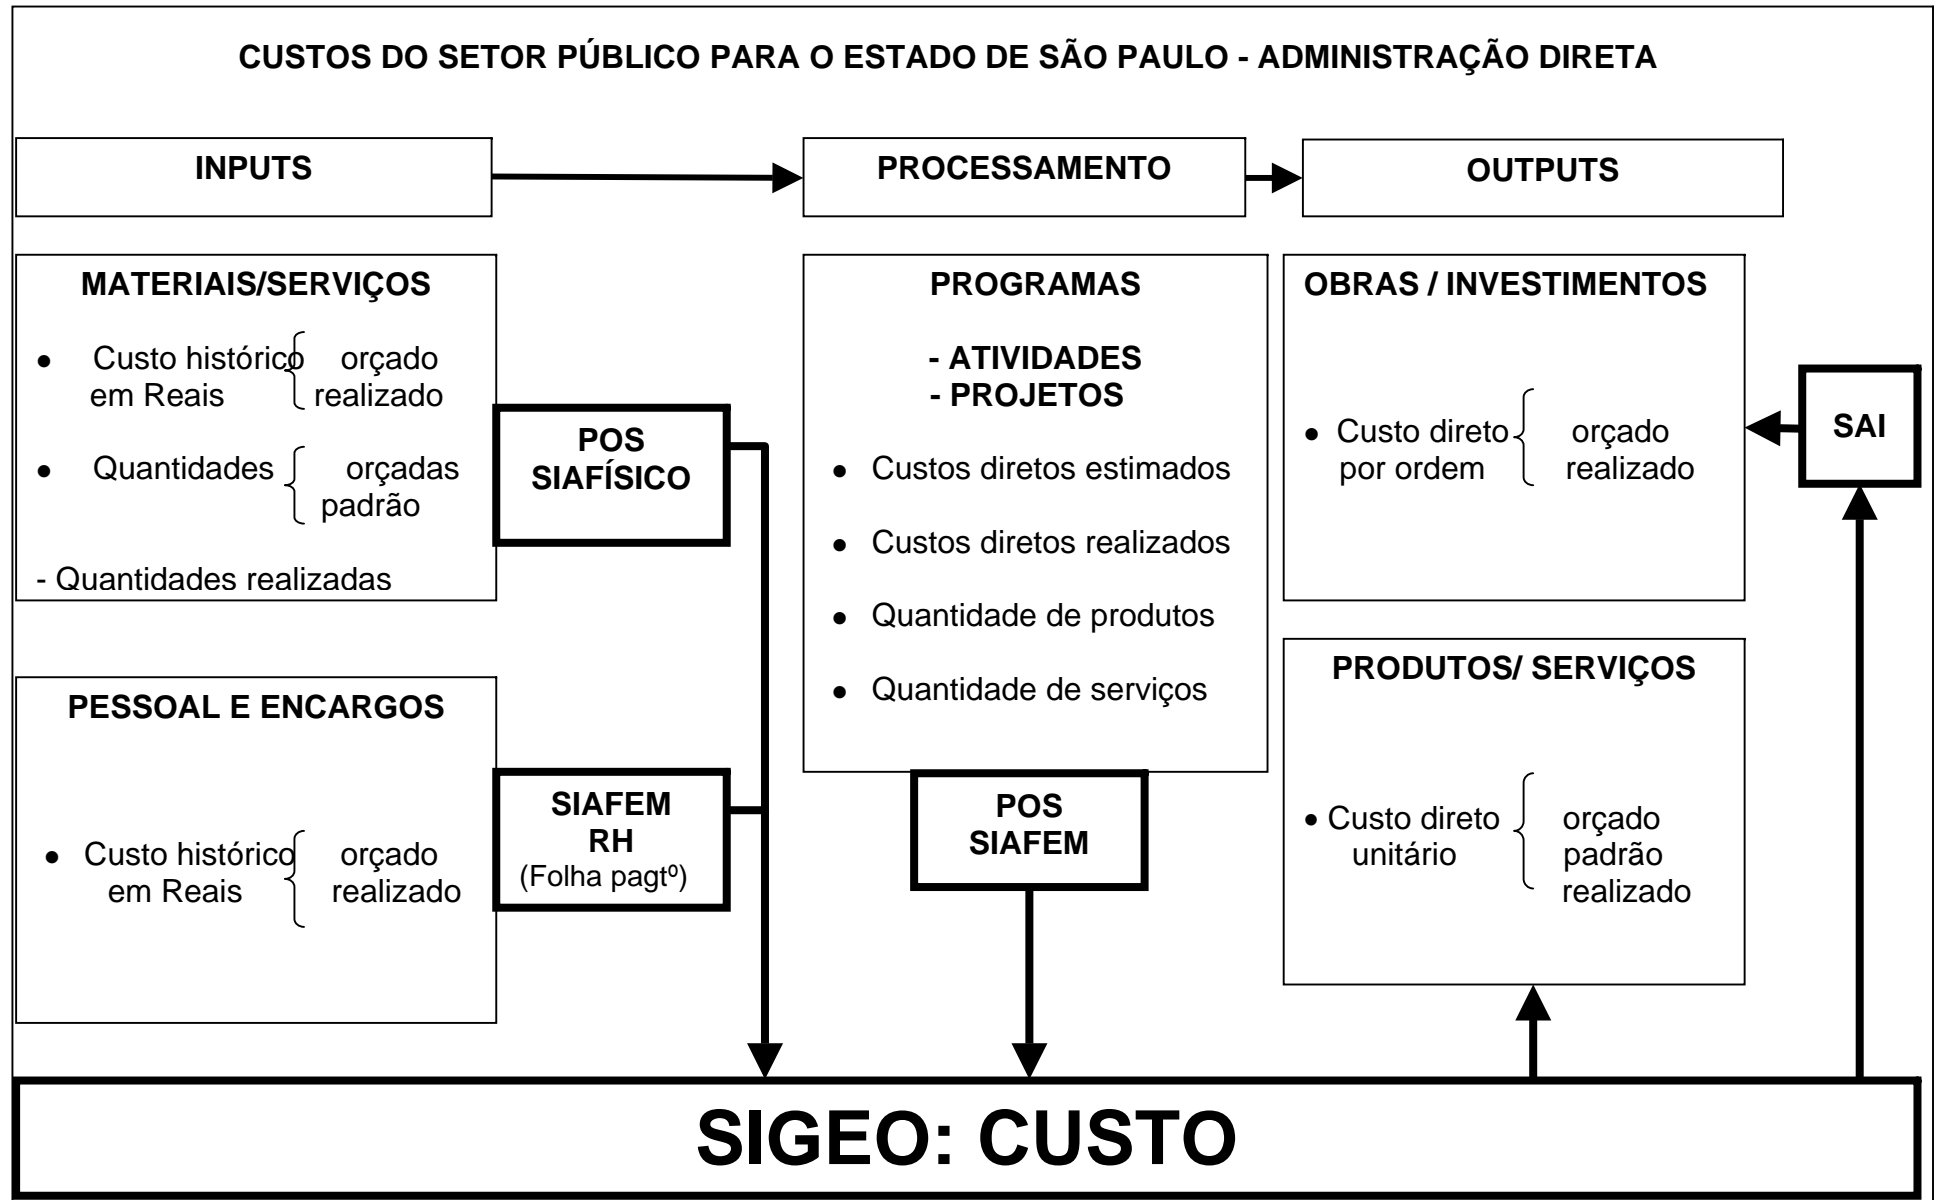 CUSTOS DO SETOR PÚBLICO PARA O ESTADO DE SÃO PAULO - ADMINISTRAÇÃO DIRETA
INPUTS
PROCESSAMENTO
OUTPUTS
MATERIAIS/SERVIÇOS
● Custo histórico orçado
em Reais realizado
● Quantidades orçadas
padrão
- Quantidades realizadas
POS
SIAFÍSICO
PESSOAL E ENCARGOS
● Custo histórico orçado
em Reais realizado
SIAFEM
RH
(Folha pagtº)
PROGRAMAS
- ATIVIDADES
- PROJETOS
● Custos diretos estimados
● Custos diretos realizados
● Quantidade de produtos
● Quantidade de serviços
POS
SIAFEM
OBRAS / INVESTIMENTOS
● Custo direto orçado
por ordem realizado
SAI
PRODUTOS/ SERVIÇOS
● Custo direto orçado
unitário padrão
realizado
SIGEO: CUSTO